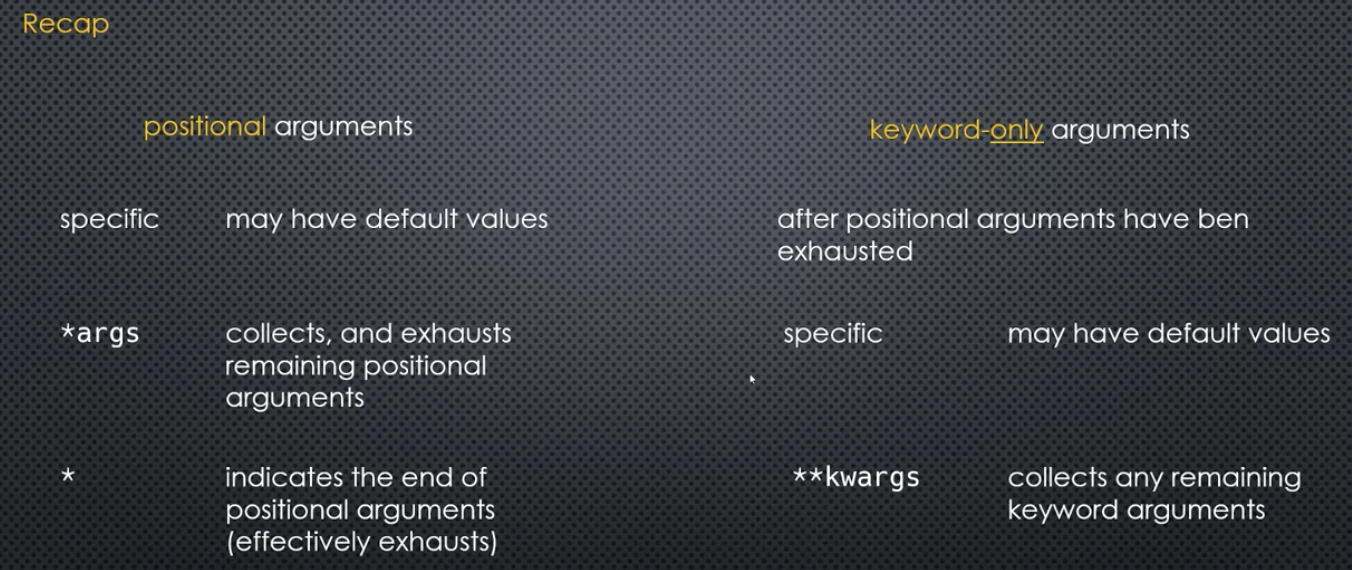 Recap
positional arguments
specific may have default values
*args collects, and exhausts
remaining positional
arguments
* indicates the end of
positional arguments
(effectively exhausts)
keyword-only arguments
after positional arguments have ben
exhausted
specific may have default values
**kwargs collects any remaining
keyword arguments